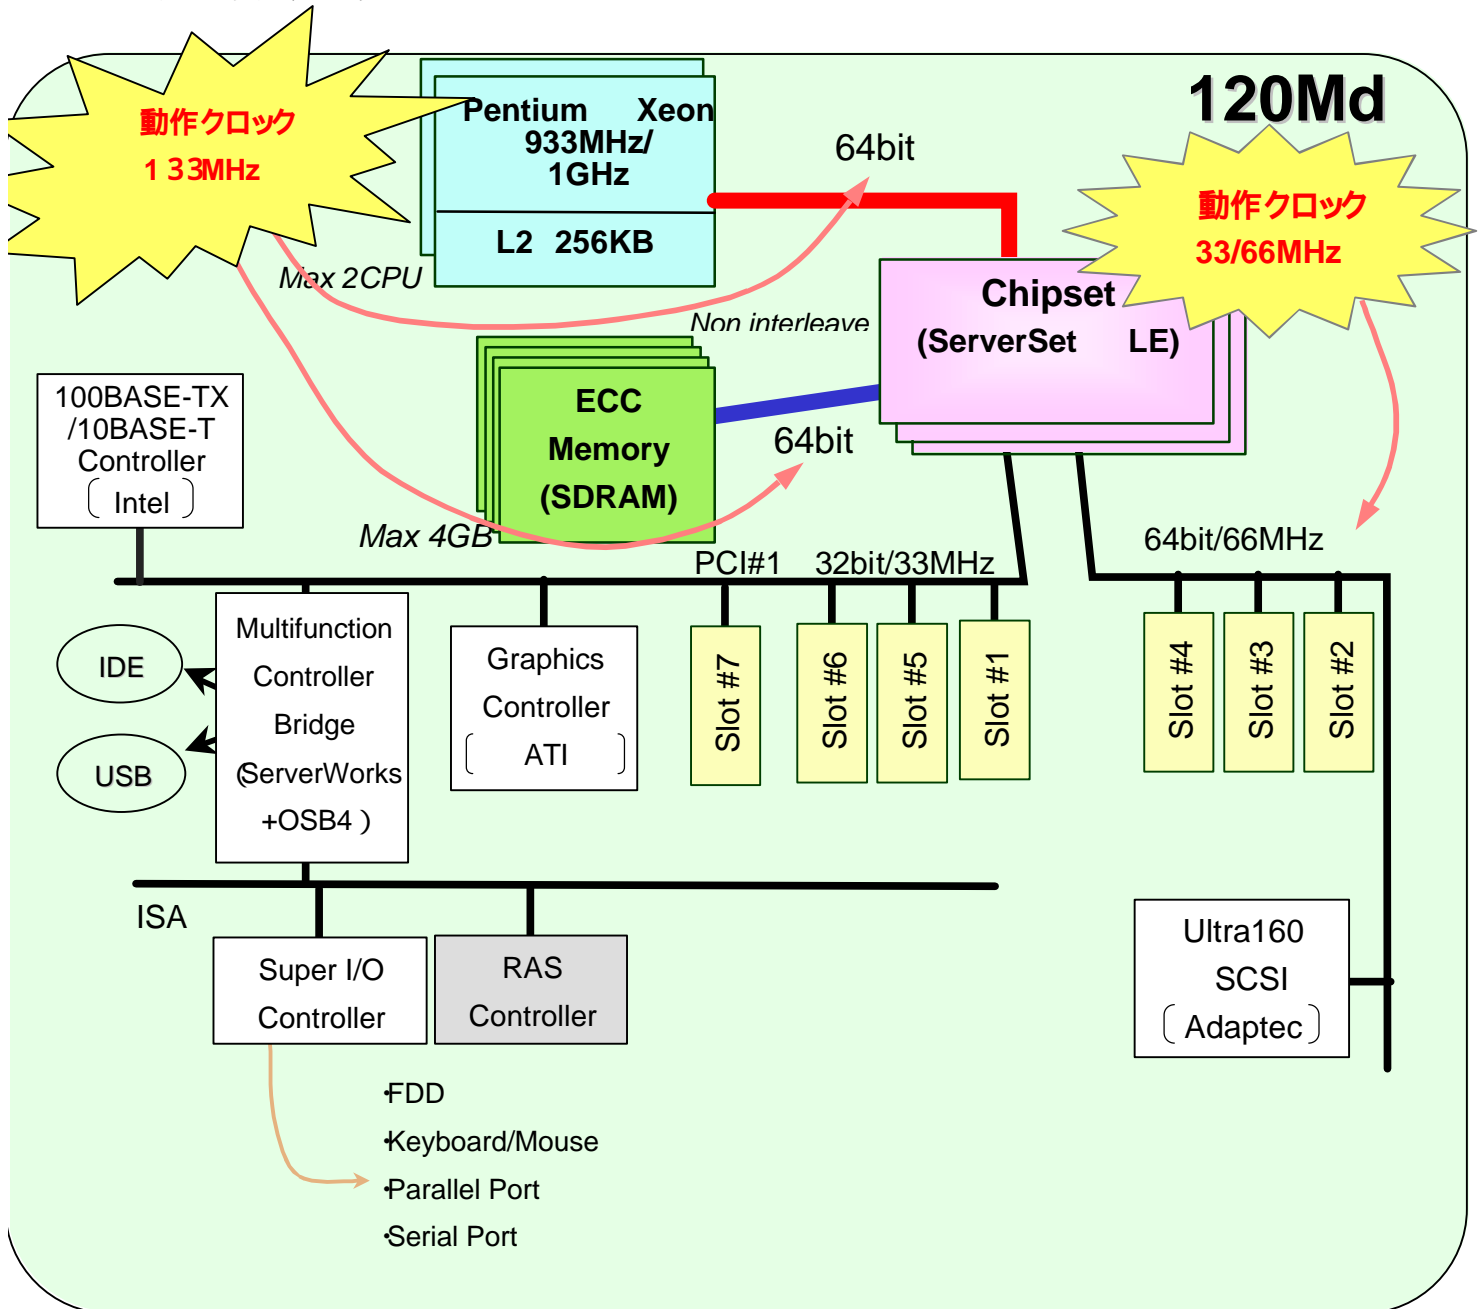 120Md
動作クロック
133MHz
Pentium Xeon
933MHz/
1GHz
L2 256KB
Max 2CPU
64bit
動作クロック
33/66MHz
Chipset
(ServerSet LE)
Non interleave
ECC
Memory
(SDRAM)
Max 4GB
64bit
100BASE-TX
/10BASE-T
Controller
〔 Intel 〕
PCI#1 32bit/33MHz
64bit/66MHz
IDE
USB
Multifunction
Controller
Bridge
(ServerWorks
+OSB4 )
Graphics
Controller
〔 ATI 〕
Slot #7
Slot #6
Slot #5
Slot #1
Slot #4
Slot #3
Slot #2
ISA
Super I/O
Controller
RAS
Controller
Ultra160
SCSI
〔 Adaptec 〕
・FDD
・Keyboard/Mouse
・Parallel Port
・Serial Port